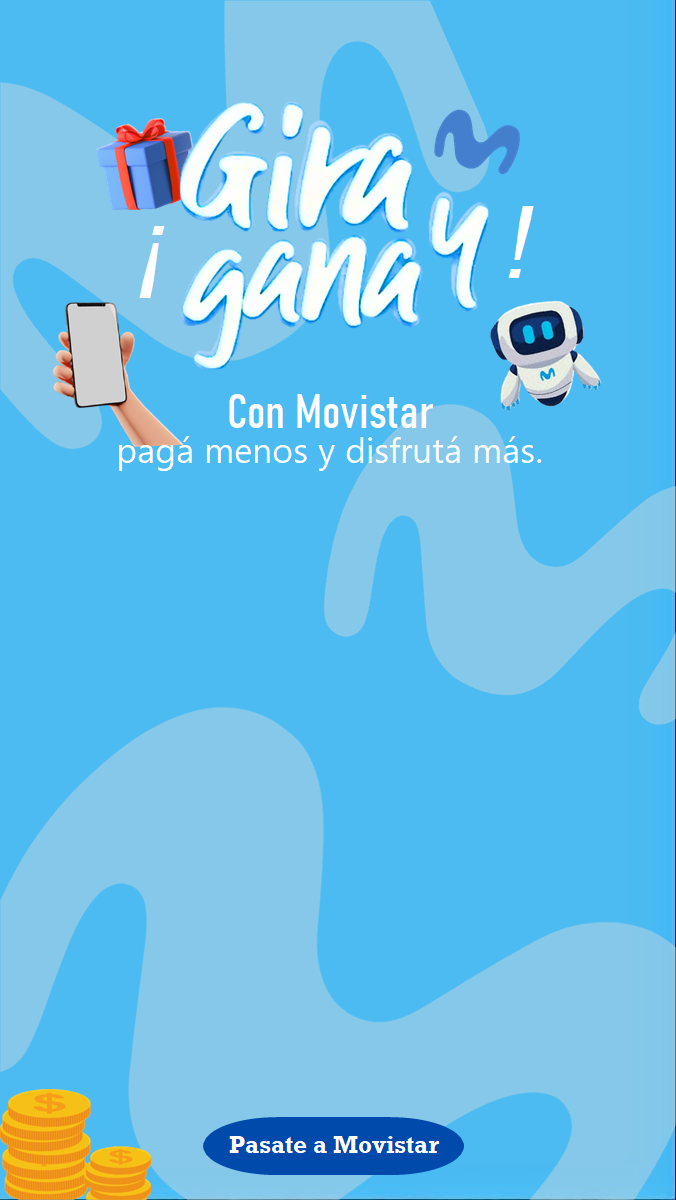 Gira y
¡gana!
Con Movistar
pagá menos y disfrutá más.
Pasate a Movistar